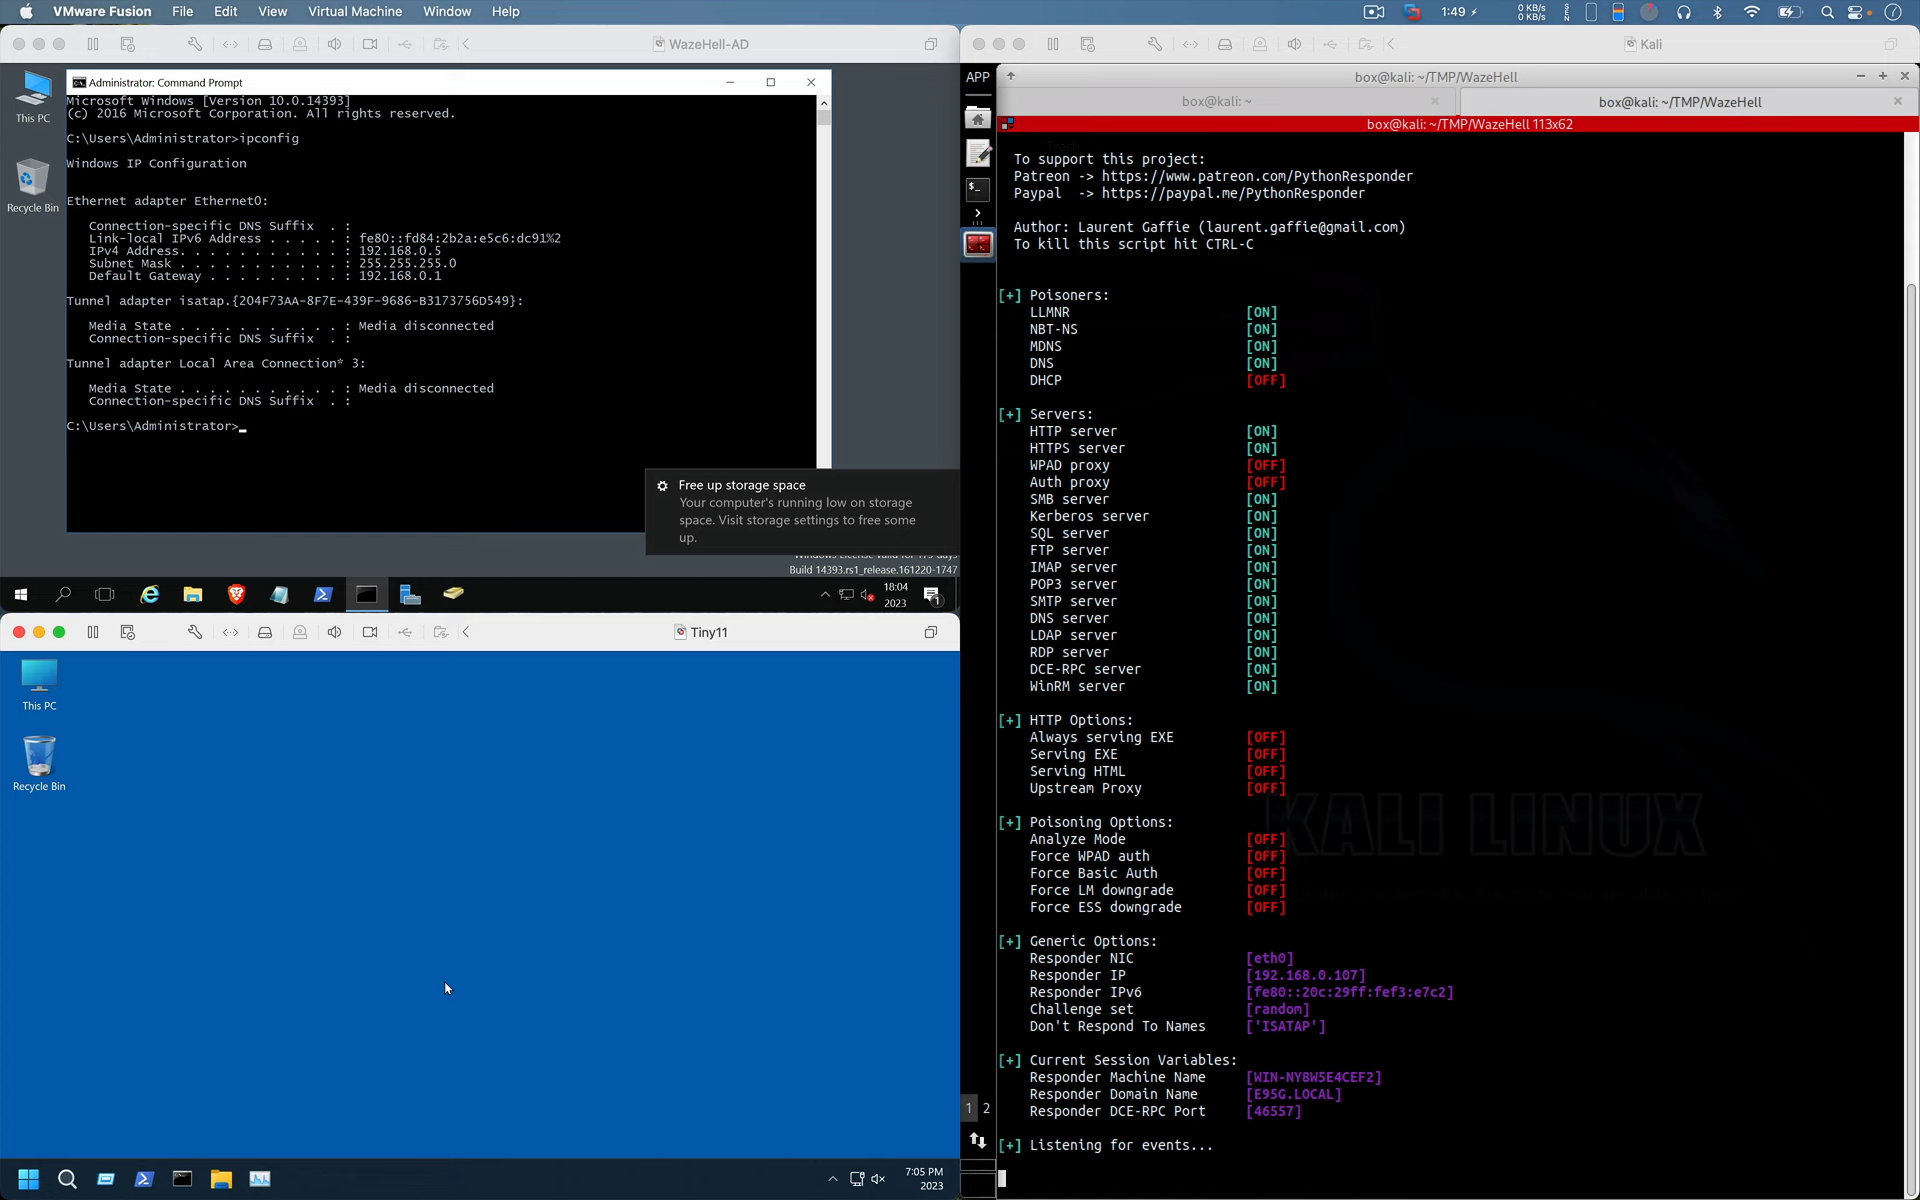 VMware Fusion File Edit View Virtual Machine Window Help
1:49
0 KB/s
0 KB/s
WazeHell-AD
This PC
Recycle Bin
Administrator: Command Prompt
Microsoft Windows [Version 10.0.14393]
(c) 2016 Microsoft Corporation. All rights reserved.
C:\Users\Administrator>ipconfig
Windows IP Configuration
Ethernet adapter Ethernet0:
Connection-specific DNS Suffix . :
Link-local IPv6 Address . . . . . : fe80::fd84:2b2a:e5c6:dc91%2
IPv4 Address. . . . . . . . . . . : 192.168.0.5
Subnet Mask . . . . . . . . . . . : 255.255.255.0
Default Gateway . . . . . . . . . : 192.168.0.1
Tunnel adapter isatap.{204F73AA-8F7E-439F-9686-B3173756D549}:
Media State . . . . . . . . . . . : Media disconnected
Connection-specific DNS Suffix . :
Tunnel adapter Local Area Connection* 3:
Media State . . . . . . . . . . . : Media disconnected
Connection-specific DNS Suffix . :
C:\Users\Administrator>
Free up storage space
Your computer's running low on storage
space. Visit storage settings to free some
up.
Build 14393.rs1_release.161220-1747
18:04
2023
1
Tiny11
This PC
Recycle Bin
7:05 PM
2023
Kali
APP
box@kali: ~/TMP/WazeHell
box@kali: ~
box@kali: ~/TMP/WazeHell
box@kali: ~/TMP/WazeHell 113x62
To support this project:
Patreon -> https://www.patreon.com/PythonResponder
Paypal -> https://paypal.me/PythonResponder
Author: Laurent Gaffie (laurent.gaffie@gmail.com)
To kill this script hit CTRL-C
[+] Poisoners:
LLMNR [ON]
NBT-NS [ON]
MDNS [ON]
DNS [ON]
DHCP [OFF]
[+] Servers:
HTTP server [ON]
HTTPS server [ON]
WPAD proxy [OFF]
Auth proxy [OFF]
SMB server [ON]
Kerberos server [ON]
SQL server [ON]
FTP server [ON]
IMAP server [ON]
POP3 server [ON]
SMTP server [ON]
DNS server [ON]
LDAP server [ON]
RDP server [ON]
DCE-RPC server [ON]
WinRM server [ON]
[+] HTTP Options:
Always serving EXE [OFF]
Serving EXE [OFF]
Serving HTML [OFF]
Upstream Proxy [OFF]
[+] Poisoning Options:
Analyze Mode [OFF]
Force WPAD auth [OFF]
Force Basic Auth [OFF]
Force LM downgrade [OFF]
Force ESS downgrade [OFF]
[+] Generic Options:
Responder NIC [eth0]
Responder IP [192.168.0.107]
Responder IPv6 [fe80::20c:29ff:fef3:e7c2]
Challenge set [random]
Don't Respond To Names ['ISATAP']
[+] Current Session Variables:
Responder Machine Name [WIN-NY8W5E4CEF2]
Responder Domain Name [E95G.LOCAL]
Responder DCE-RPC Port [46557]
[+] Listening for events...
KALI LINUX
1 2